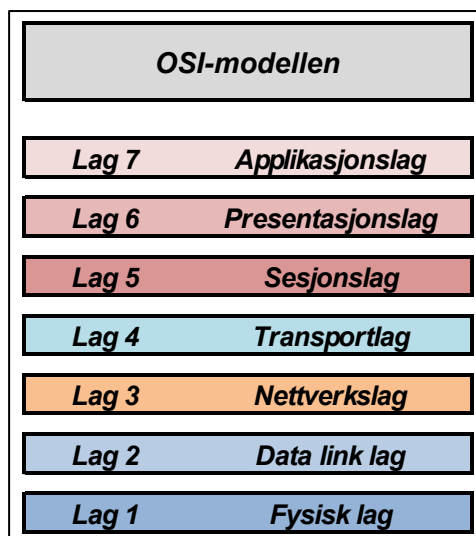 OSI-modellen
Lag 7 Applikasjonslag
Lag 6 Presentasjonslag
Lag 5 Sesjonslag
Lag 4 Transportlag
Lag 3 Nettverkslag
Lag 2 Data link lag
Lag 1 Fysisk lag